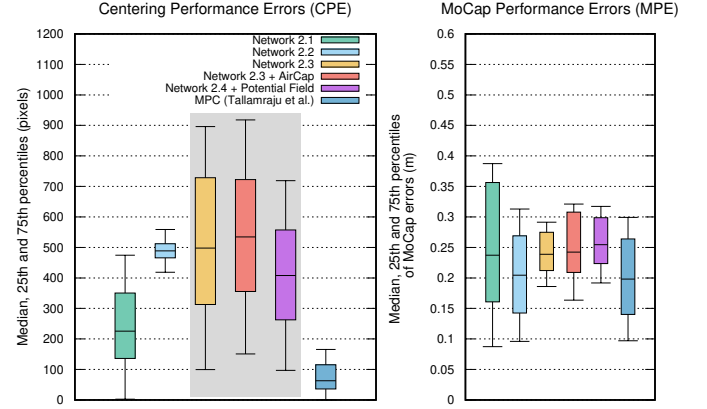 Centering Performance Errors (CPE)
Median, 25th and 75th percentiles (pixels)
1200
1100
1000
900
800
700
600
500
400
300
200
100
0
Network 2.1
Network 2.2
Network 2.3
Network 2.3 + AirCap
Network 2.4 + Potential Field
MPC (Tallamraju et al.)
MoCap Performance Errors (MPE)
Median, 25th and 75th percentiles
of MoCap errors (m)
0.6
0.55
0.5
0.45
0.4
0.35
0.3
0.25
0.2
0.15
0.1
0.05
0